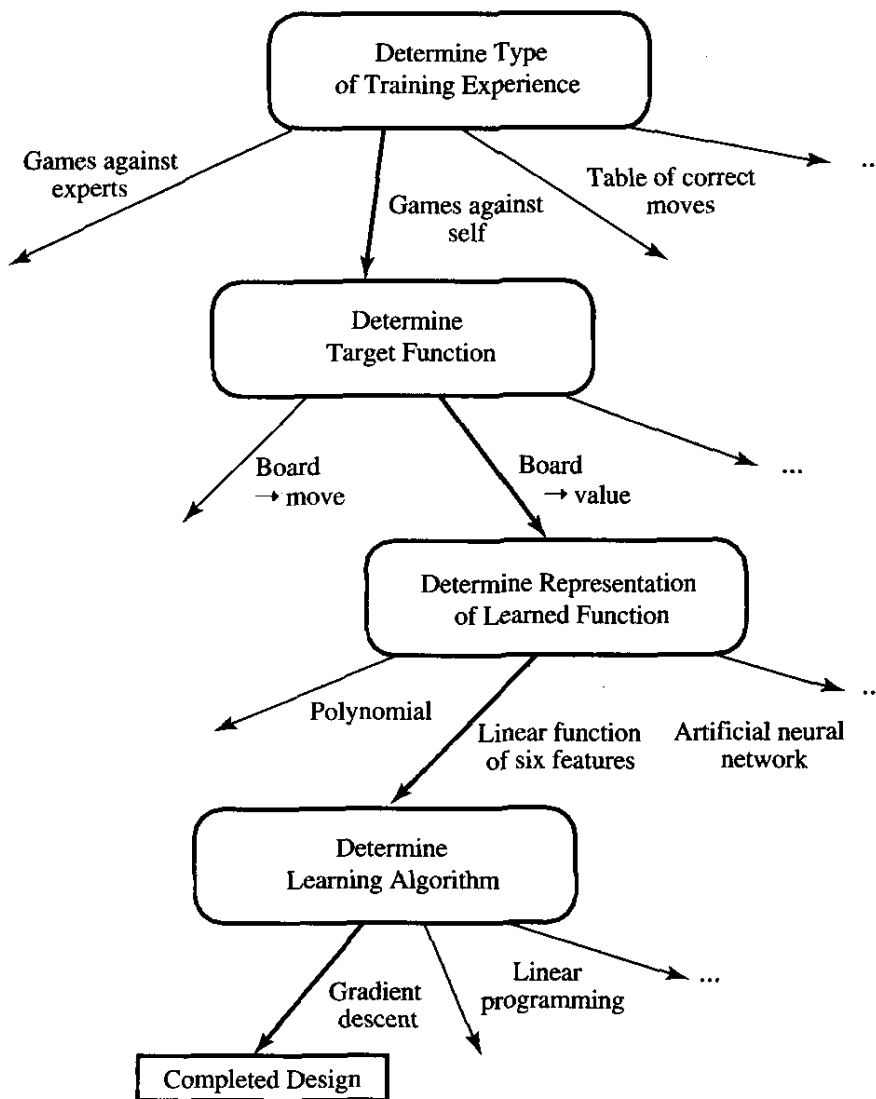 Determine Type
of Training Experience
Games against
experts
Games against
self
Table of correct
moves
..
Determine
Target Function
Board
→ move
Board
→ value
...
Determine Representation
of Learned Function
Polynomial
Linear function
of six features
Artificial neural
network
..
Determine
Learning Algorithm
Gradient
descent
Linear
programming
...
Completed Design